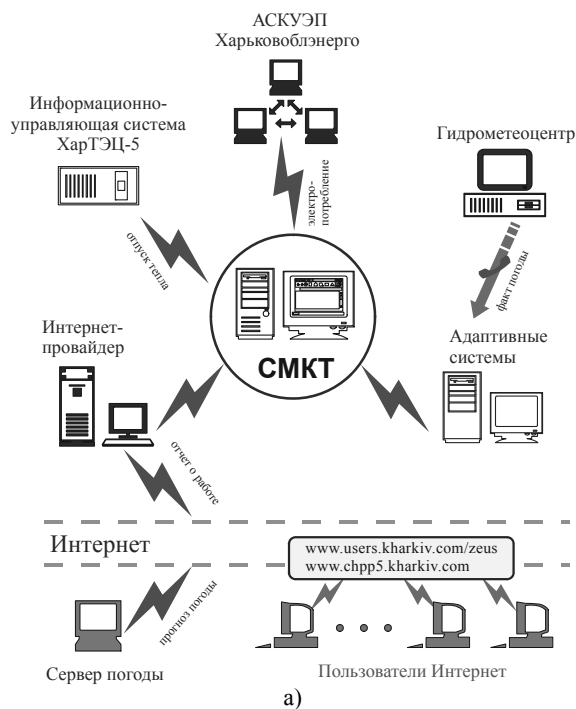 АСКУЭП
Харьковоблэнерго
Информационно-
управляющая система
ХарТЭЦ-5
Гидрометеоцентр
электро-
потребление
отпуск тепла
факт погоды
СМКТ
Интернет-
провайдер
Адаптивные
системы
отчет о работе
Интернет
www.users.kharkiv.com/zeus
www.chpp5.kharkiv.com
прогноз погоды
Сервер погоды
Пользователи Интернет
а)